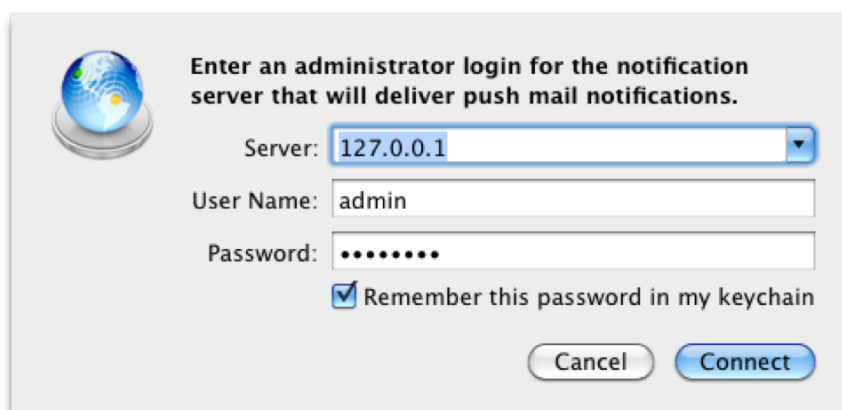 Enter an administrator login for the notification
server that will deliver push mail notifications.
Server: 127.0.0.1
User Name: admin
Password: ••••••••
Remember this password in my keychain
Cancel Connect